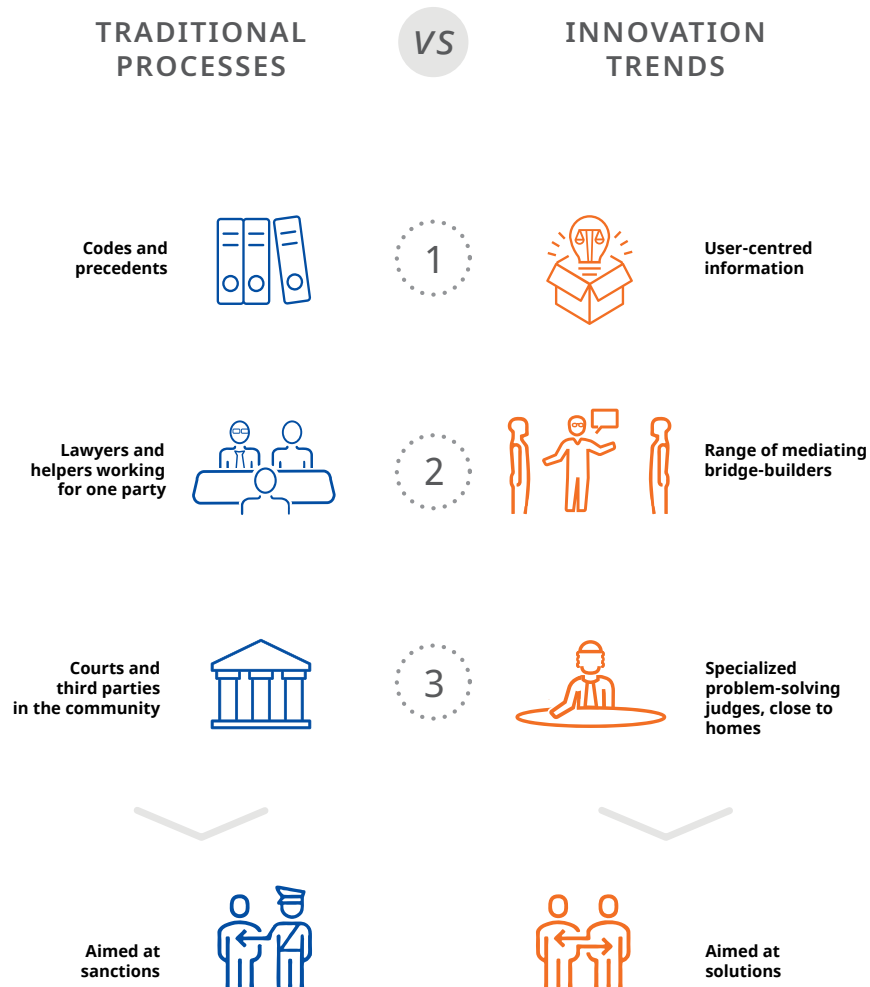 TRADITIONAL
PROCESSES
VS
INNOVATION
TRENDS
Codes and
precedents
1
User-centred
information
Lawyers and
helpers working
for one party
2
Range of mediating
bridge-builders
Courts and
third parties
in the community
3
Specialized
problem-solving
judges, close to
homes
Aimed at
sanctions
Aimed at
solutions